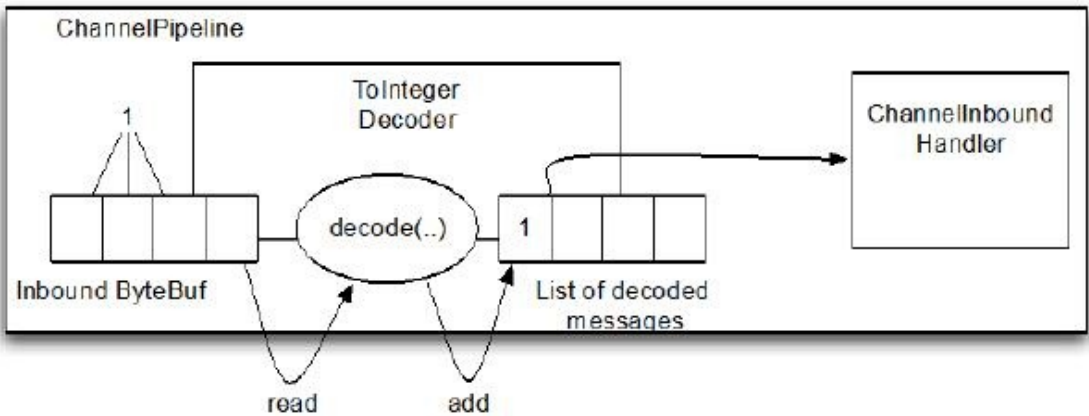 ChannelPipeline
ToInteger
Decoder
ChannelInbound
Handler
1
decode(..)
1
Inbound ByteBuf
List of decoded
messages
read
add